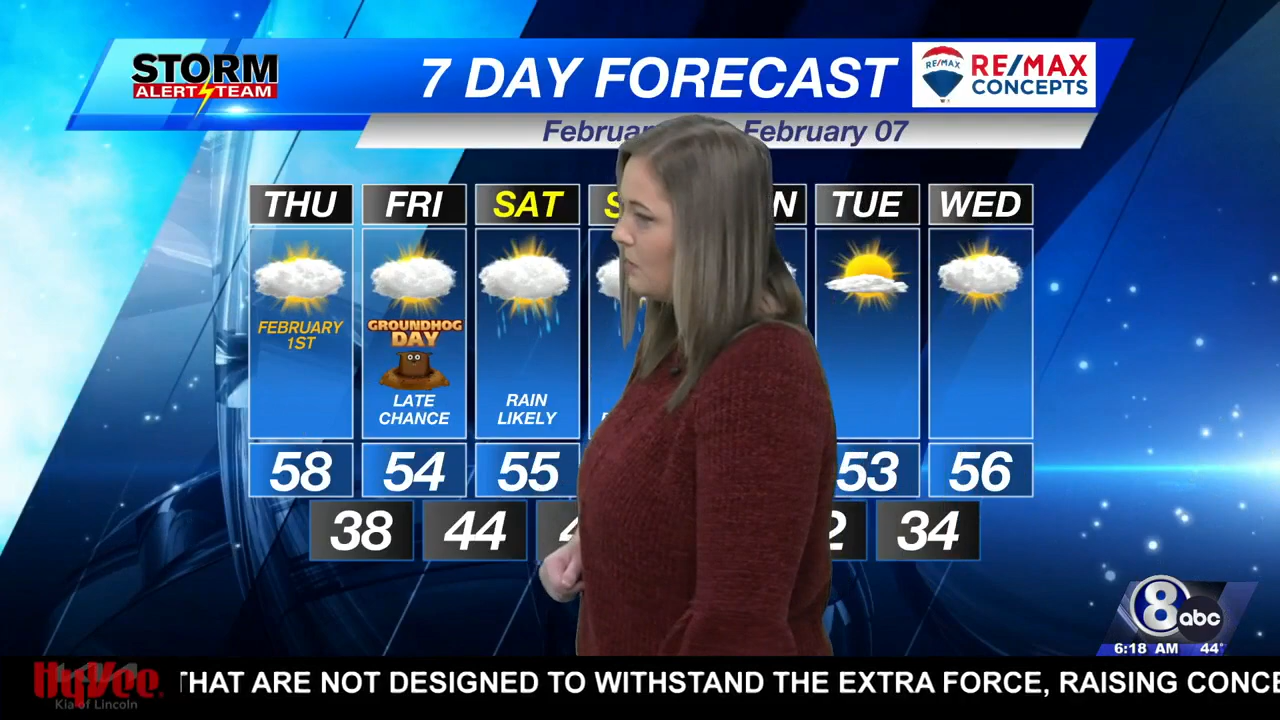 STORM
ALERT TEAM
7 DAY FORECAST
RE/MAX
RE/MAX
CONCEPTS
February 07
THU FRI SAT TUE WED
FEBRUARY
1ST
GROUNDHOG
DAY
LATE
CHANCE
RAIN
LIKELY
58 54 55 53 56
38 44 34
8 abc
6:18 AM 44°
HyVee
Kia of Lincoln
THAT ARE NOT DESIGNED TO WITHSTAND THE EXTRA FORCE, RAISING